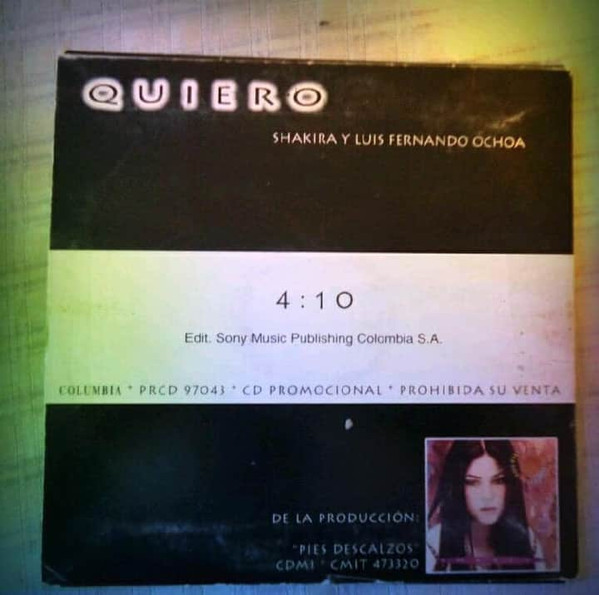 QUIERO
SHAKIRA Y LUIS FERNANDO OCHOA
4:10
Edit. Sony Music Publishing Colombia S.A.
COLUMBIA * PRCD 97043 * CD PROMOCIONAL * PROHIBIDA SU VENTA
DE LA PRODUCCIÓN:
"PIES DESCALZOS"
CDMI * CMIT 473320